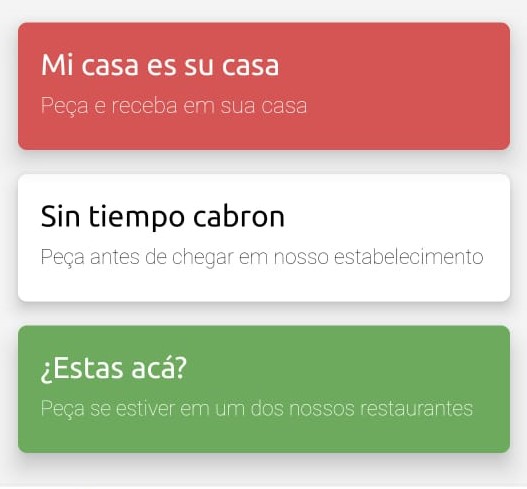 Mi casa es su casa
Peça e receba em sua casa
Sin tiempo cabron
Peça antes de chegar em nosso estabelecimento
¿Estas acá?
Peça se estiver em um dos nossos restaurantes